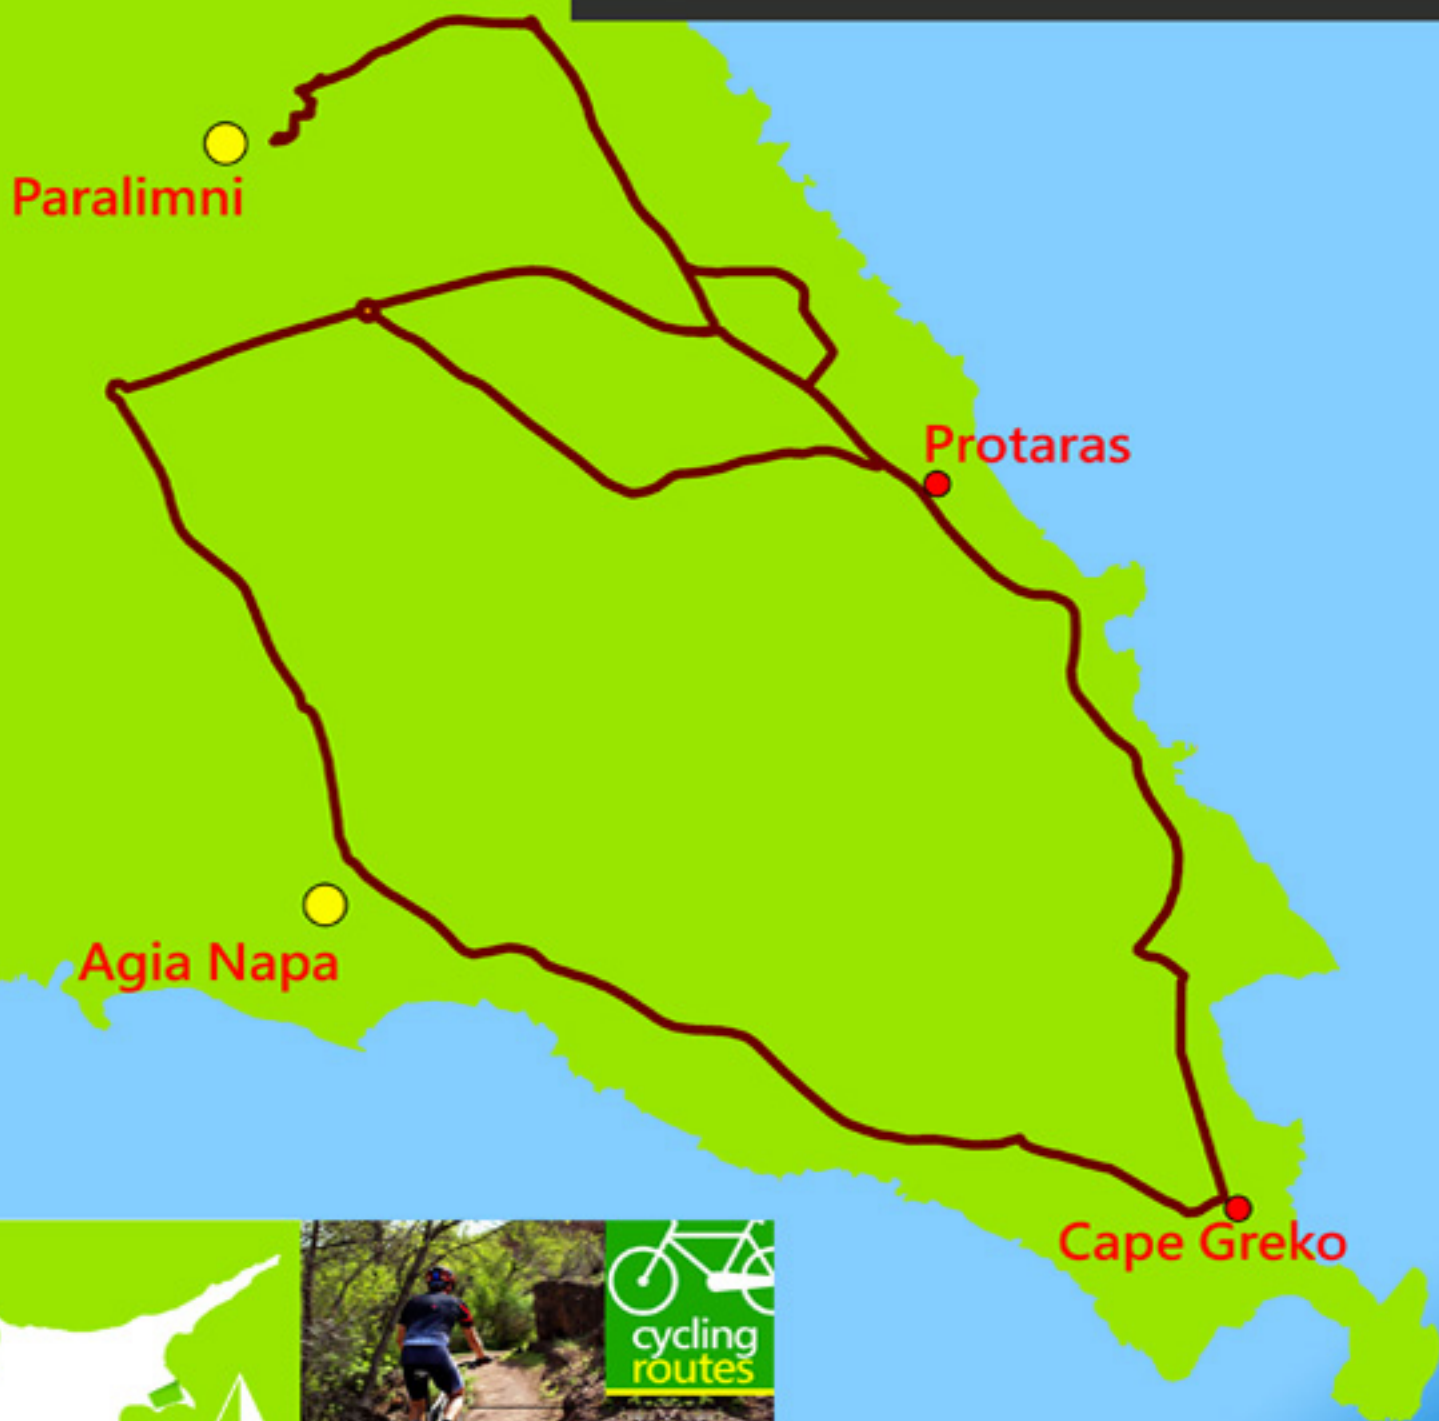 Paralimni
Protaras
Agia Napa
Cape Greko
cycling
routes